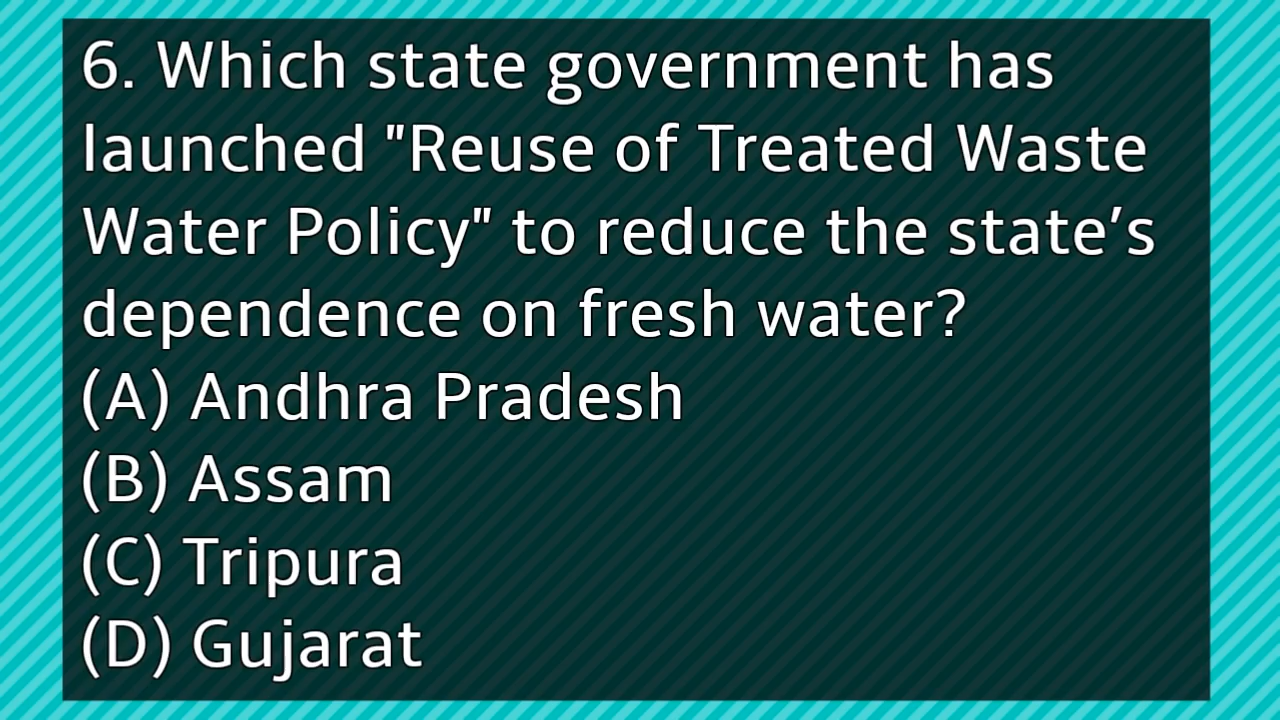 6. Which state government has
launched "Reuse of Treated Waste
Water Policy" to reduce the state's
dependence on fresh water?
(A) Andhra Pradesh
(B) Assam
(C) Tripura
(D) Gujarat